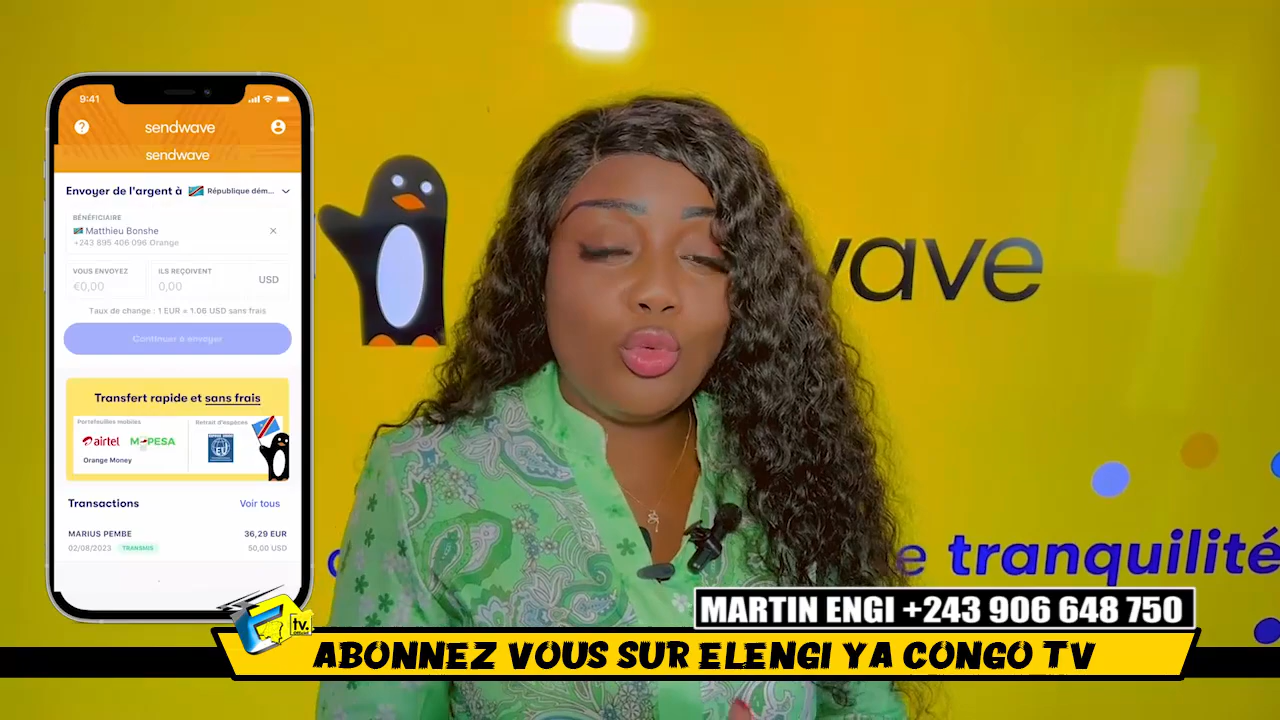 9:41
sendwave
sendwave
Envoyer de l'argent à République dém...
BÉNÉFICIAIRE
Matthieu Bonshe
+243 895 406 096 Orange
VOUS ENVOYEZ
ILS REÇOIVENT
€0,00
0,00
USD
Taux de change : 1 EUR = 1.06 USD sans frais
Continuer à envoyer
Transfert rapide et sans frais
Portefeuilles mobiles
Retrait d'espèces
airtel
M-PESA
Orange Money
Transactions
Voir tous
MARIUS PEMBE
36,29 EUR
02/08/2023
TRANSMIS
50,00 USD
wave
e tranquilité
MARTIN ENGI +243 906 648 750
tv.
ABONNEZ VOUS SUR ELENGI YA CONGO TV